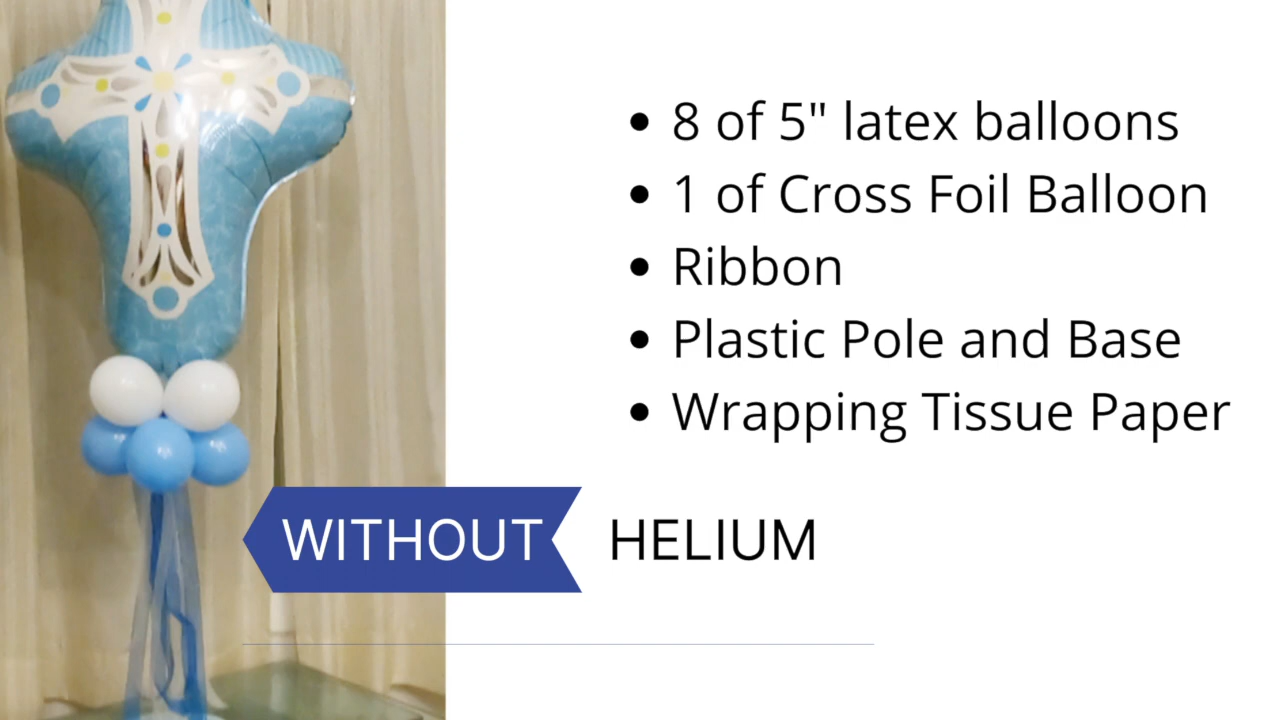 • 8 of 5" latex balloons
• 1 of Cross Foil Balloon
• Ribbon
• Plastic Pole and Base
• Wrapping Tissue Paper
WITHOUT HELIUM